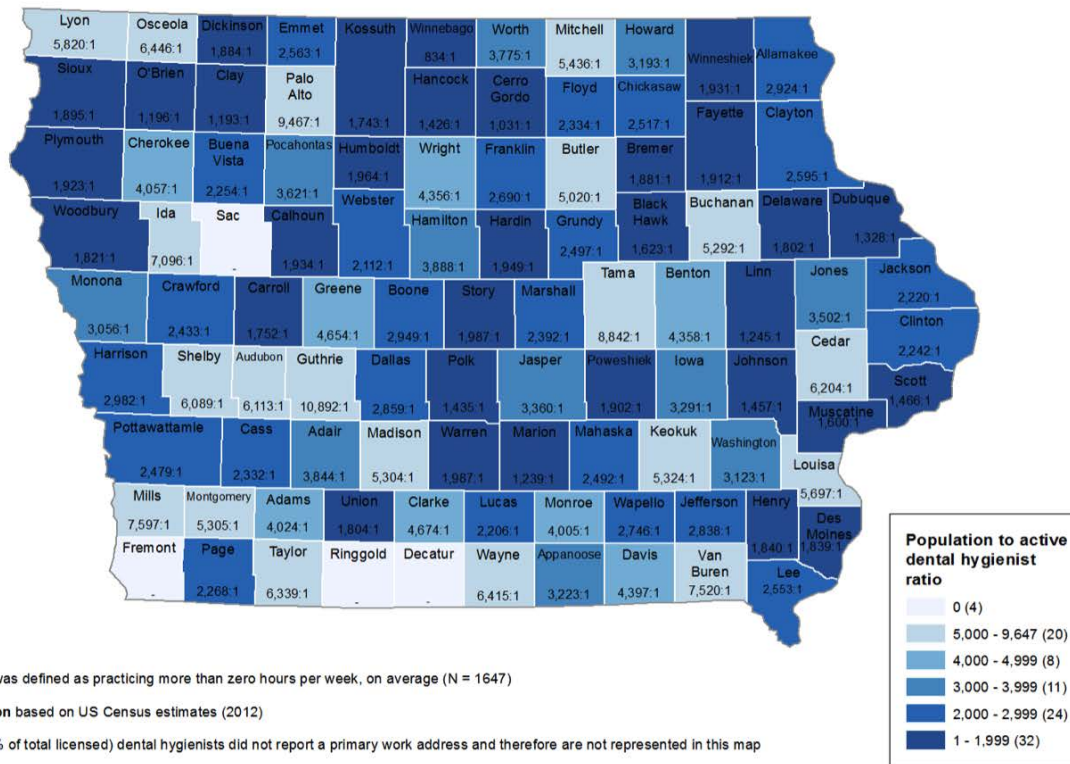 Lyon Osceola Dickinson Emmet Kossuth Winnebago Worth Mitchell Howard Winneshiek Allamakee
5,820:1 6,446:1 1,884:1 2,563:1 1,743:1 834:1 3,775:1 5,436:1 3,193:1 1,931:1 2,924:1
Sioux O'Brien Clay Palo Alto Hancock Cerro Gordo Floyd Chickasaw Fayette Clayton
1,895:1 1,196:1 1,193:1 9,467:1 1,426:1 1,031:1 2,334:1 2,517:1 1,912:1 2,595:1
Plymouth Cherokee Buena Vista Pocahontas Humboldt Wright Franklin Butler Bremer
1,923:1 4,057:1 2,254:1 3,621:1 1,964:1 4,356:1 2,690:1 5,020:1 1,881:1
Woodbury Ida Sac Calhoun Webster Hamilton Hardin Grundy Black Hawk Buchanan Delaware Dubuque
1,821:1 7,096:1 - 1,934:1 2,112:1 3,888:1 1,949:1 2,497:1 1,623:1 5,292:1 1,802:1 1,328:1
Monona Crawford Carroll Greene Boone Story Marshall Tama Benton Linn Jones Jackson
3,056:1 2,433:1 1,752:1 4,654:1 2,949:1 1,987:1 2,392:1 8,842:1 4,358:1 1,245:1 3,502:1 2,220:1
Clinton
2,242:1
Harrison Shelby Audubon Guthrie Dallas Polk Jasper Poweshiek Iowa Johnson Cedar Scott
2,982:1 6,089:1 6,113:1 10,892:1 2,859:1 1,435:1 3,360:1 1,902:1 3,291:1 1,457:1 6,204:1 1,466:1
Muscatine
1,600:1
Pottawattamie Cass Adair Madison Warren Marion Mahaska Keokuk Washington Louisa
2,479:1 2,332:1 3,844:1 5,304:1 1,987:1 1,239:1 2,492:1 5,324:1 3,123:1 5,697:1
Mills Montgomery Adams Union Clarke Lucas Monroe Wapello Jefferson Henry Des Moines
7,597:1 5,305:1 4,024:1 1,804:1 4,674:1 2,206:1 4,005:1 2,746:1 2,838:1 1,840:1 1,839:1
Fremont Page Taylor Ringgold Decatur Wayne Appanoose Davis Van Buren Lee
- 2,268:1 6,339:1 - - 6,415:1 3,223:1 4,397:1 7,520:1 2,553:1
Population to active
dental hygienist
ratio
0 (4)
5,000 - 9,647 (20)
4,000 - 4,999 (8)
3,000 - 3,999 (11)
2,000 - 2,999 (24)
1 - 1,999 (32)
was defined as practicing more than zero hours per week, on average (N = 1647)
on based on US Census estimates (2012)
% of total licensed) dental hygienists did not report a primary work address and therefore are not represented in this map